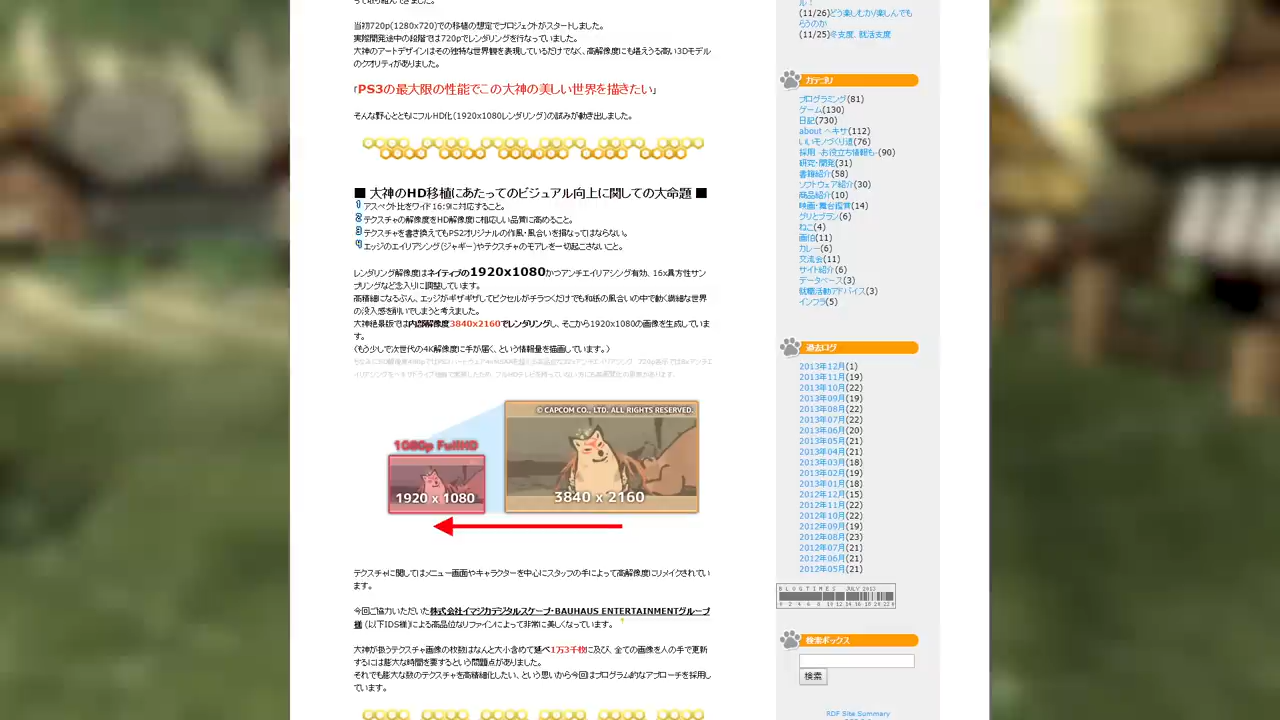 当初720p(1280x720)での移植の想定でプロジェクトがスタートしました。
実際開発途中の段階では720pでレンダリングを行なっていました。
大神のアートデザインはその独特な世界観を表現しているだけでなく、高解像度にも堪えうる高い3Dモデル
のクオリティがありました。
「PS3の最大限の性能でこの大神の美しい世界を描きたい」
そんな野心とともにフルHD化(1920x1080レンダリング)の試みが動き出しました。
■ 大神のHD移植にあたってのビジュアル向上に関しての大命題 ■
1 アスペクト比をワイド16:9に対応すること。
2 テクスチャの解像度をHD解像度に相応しい品質に高めること。
3 テクスチャを書き換えてもPS2オリジナルの作風・風合いを損なってはならない。
4 エッジのエイリアシング(ジャギー)やテクスチャのモアレを一切起こさないこと。
レンダリング解像度はネイティブの1920x1080かつアンチエイリアシング有効、16x異方性サン
プリングなど念入りに調整しています。
高精細になるぶん、エッジがギザギザしてピクセルがチラつくだけでも和紙の風合いの中で動く繊細な世界
の没入感を削いでしまうと考えました。
大神絶景版では内部解像度3840x2160でレンダリングし、そこから1920x1080の画像を生成していま
す。
(もう少しで次世代の4K解像度に手が届く、という情報量を描画しています。)
© CAPCOM CO., LTD. ALL RIGHTS RESERVED.
1080p FullHD
1920 x 1080
3840 x 2160
テクスチャに関してはメニュー画面やキャラクターを中心にスタッフの手によって高解像度にリメイクされてい
ます。
今回ご協力いただいた株式会社イマジカデジタルスケープ・BAUHAUS ENTERTAINMENTグループ
様 (以下IDS様)による高品位なリファインによって非常に美しくなっています。
大神が扱うテクスチャ画像の枚数はなんと大小含めて延べ1万3千枚に及び、全ての画像を人の手で更新
するには膨大な時間を要するという問題点がありました。
それでも膨大な数のテクスチャを高精細化したい、という思いから今回はプログラム的なアプローチを採用し
ています。
(11/26)どう楽しむか/楽しんでも
らうのか
(11/25)冬支度、就活支度
カテゴリ
プログラミング(81)
ゲーム(130)
日記(730)
about ヘキサ(112)
いいモノづくり道(76)
採用 -お役立ち情報も-(90)
研究・開発(31)
書籍紹介(58)
ソフトウェア紹介(30)
商品紹介(10)
映画・舞台鑑賞(14)
グリとブラン(6)
ねこ(4)
画伯(11)
カレー(6)
交流会(11)
サイト紹介(6)
データベース(3)
就職活動アドバイス(3)
インフラ(5)
過去ログ
2013年12月(1)
2013年11月(19)
2013年10月(22)
2013年09月(19)
2013年08月(22)
2013年07月(22)
2013年06月(20)
2013年05月(21)
2013年04月(21)
2013年03月(18)
2013年02月(19)
2013年01月(18)
2012年12月(15)
2012年11月(22)
2012年10月(22)
2012年09月(19)
2012年08月(23)
2012年07月(21)
2012年06月(21)
2012年05月(21)
BLOGTIMES JULY 2013
0 2 4 6 8 10 12 14 16 18 20 22 0
検索ボックス
検索
RDF Site Summary